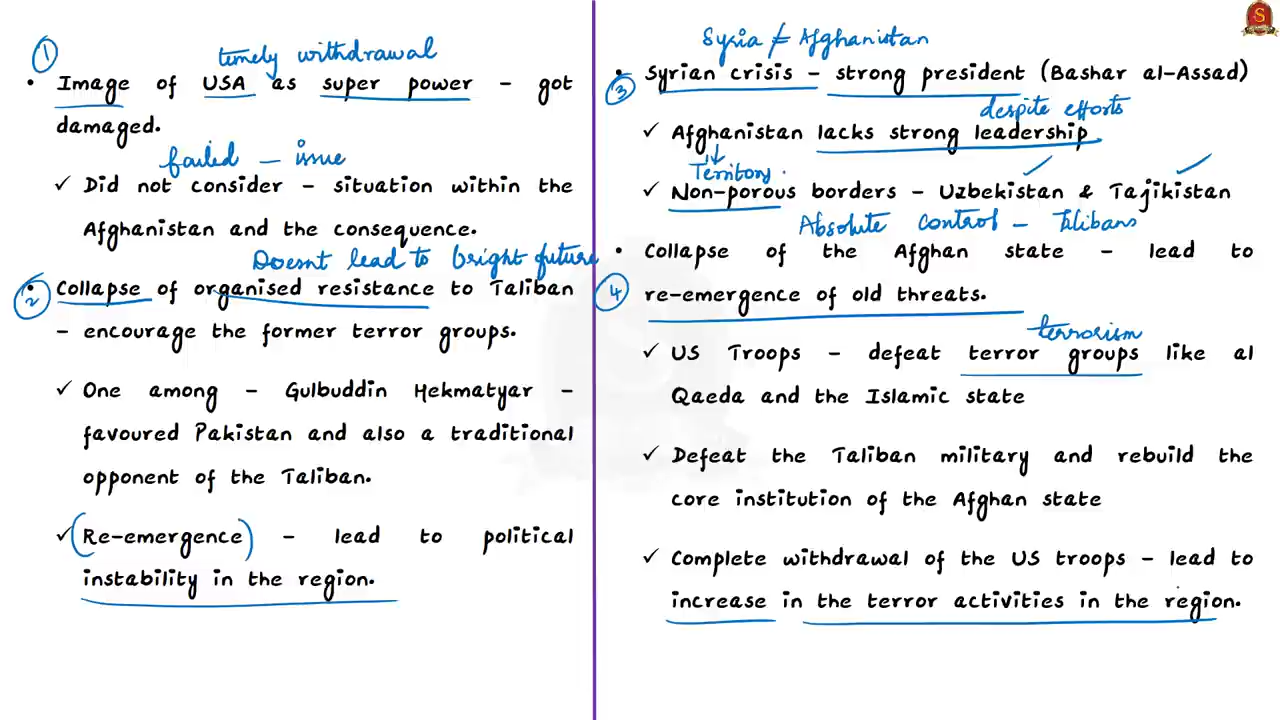 ①
timely withdrawal
• Image of USA as super power - got
damaged.
failed - issue
✓ Did not consider - situation within the
Afghanistan and the consequence.
Doesnt lead to bright future
②
• Collapse of organised resistance to Taliban
- encourage the former terror groups.
✓ One among - Gulbuddin Hekmatyar -
favoured Pakistan and also a traditional
opponent of the Taliban.
✓ (Re-emergence) - lead to political
instability in the region.
Syria ≠ Afghanistan
• Syrian crisis - strong president (Bashar al-Assad)
③
despite efforts
✓ Afghanistan lacks strong leadership
Territory
✓ Non-porous borders - Uzbekistan & Tajikistan
Absolute control - Talibans
• Collapse of the Afghan state - lead to
④
re-emergence of old threats.
terrorism
✓ US Troops - defeat terror groups like al
Qaeda and the Islamic state
✓ Defeat the Taliban military and rebuild the
core institution of the Afghan state
✓ Complete withdrawal of the US troops - lead to
increase in the terror activities in the region.
S